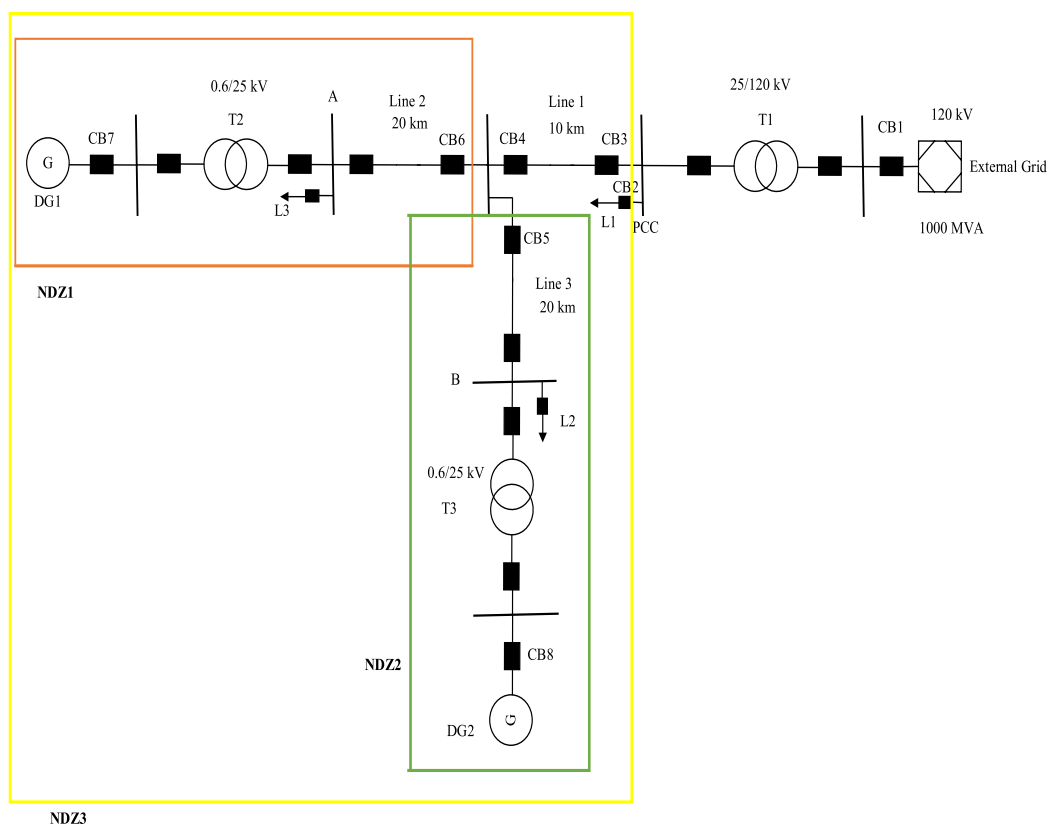 0.6/25 kV
T2
A
Line 2
20 km
Line 1
10 km
25/120 kV
T1
CB1
120 kV
CB7
G
DG1
CB6
CB4
CB3
CB2
External Grid
L3
L1
PCC
1000 MVA
CB5
NDZ1
Line 3
20 km
B
L2
0.6/25 kV
T3
CB8
NDZ2
G
DG2
NDZ3